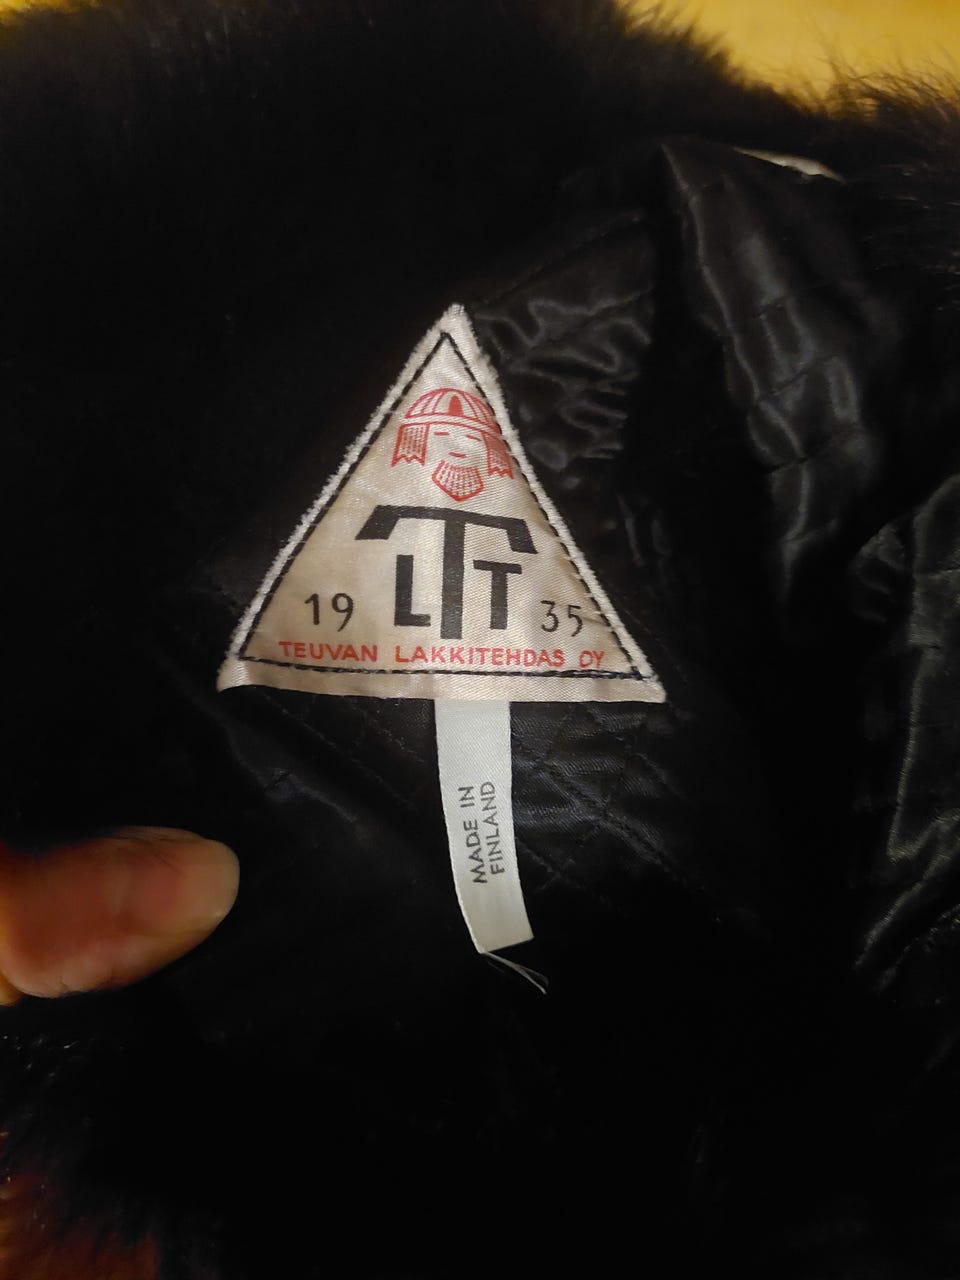 LTT
19 35
TEUVAN LAKKITEHDAS OY
MADE IN
FINLAND